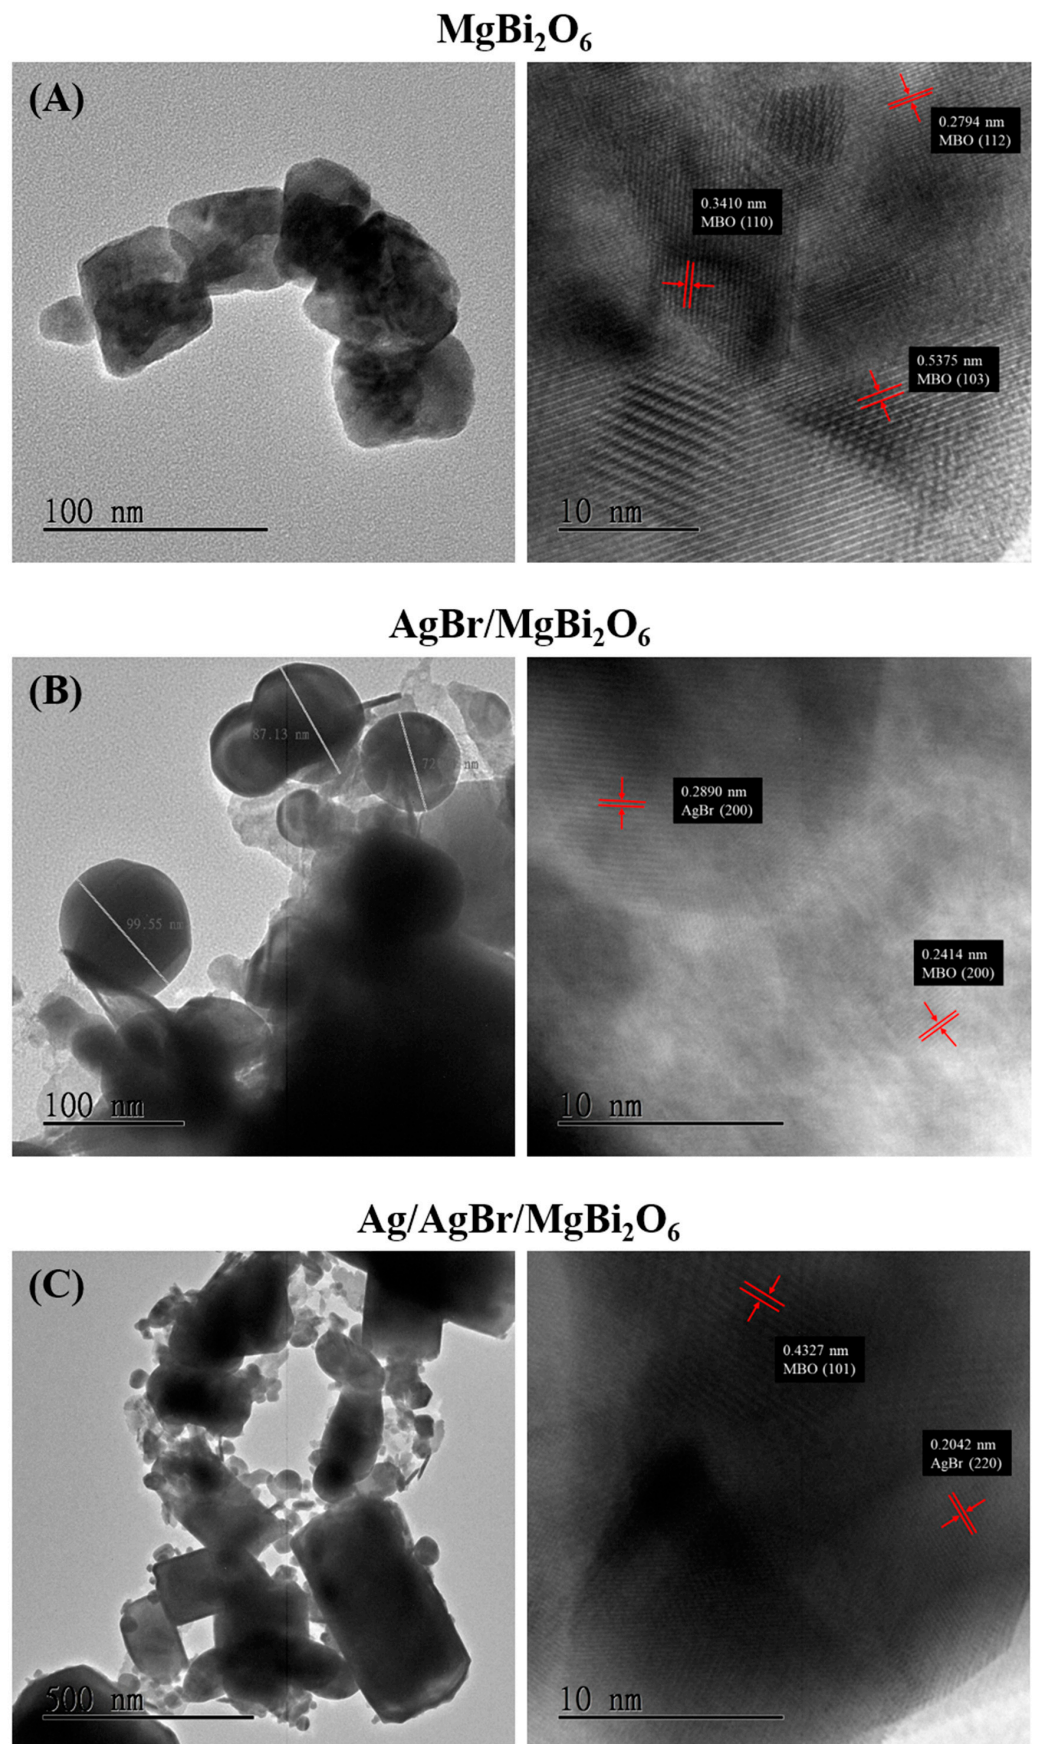 MgBi₂O₆
(A)
0.2794 nm
MBO (112)
0.3410 nm
MBO (110)
0.5375 nm
MBO (103)
100 nm
10 nm
AgBr/MgBi₂O₆
(B)
87.13 nm
nm
99.55 nm
0.2890 nm
AgBr (200)
0.2414 nm
MBO (200)
100 nm
10 nm
Ag/AgBr/MgBi₂O₆
(C)
0.4327 nm
MBO (101)
0.2042 nm
AgBr (220)
500 nm
10 nm